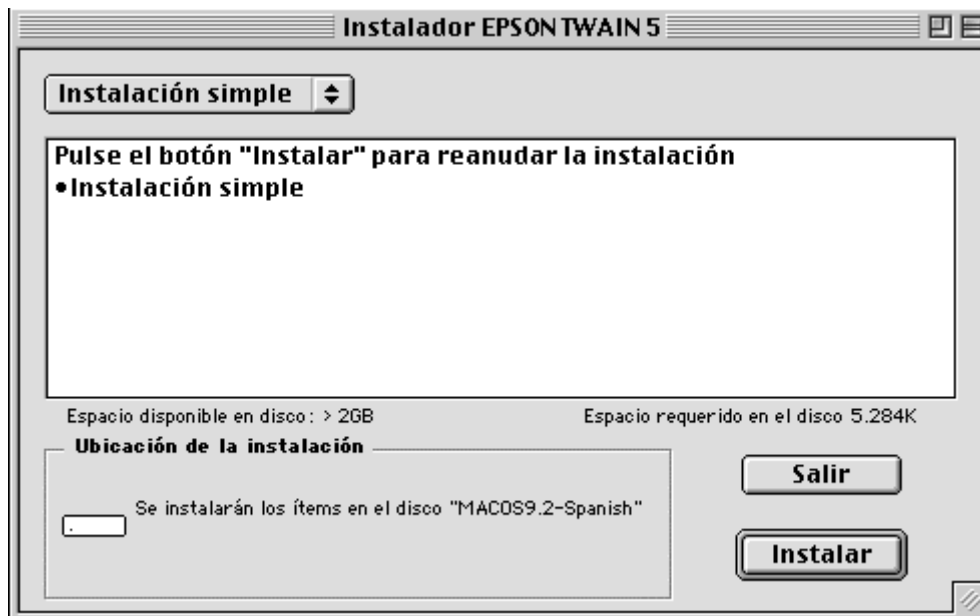 Instalador EPSON TWAIN 5
Instalación simple
Pulse el botón "Instalar" para reanudar la instalación
•Instalación simple
Espacio disponible en disco: > 2GB
Espacio requerido en el disco 5.284K
Ubicación de la instalación
Se instalarán los ítems en el disco "MACOS9.2-Spanish"
Salir
Instalar